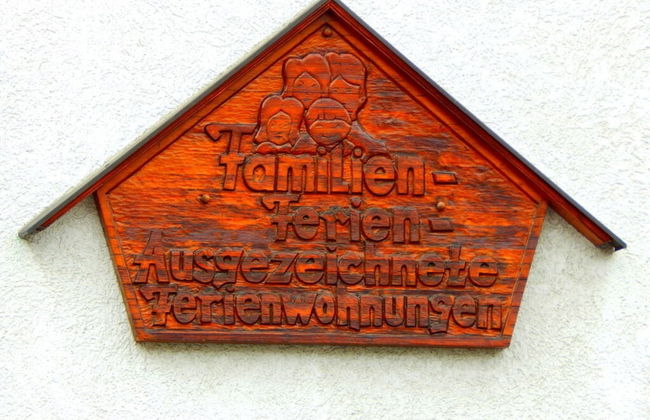 Familien-
Ferien-
Ausgezeichnete
Ferienwohnungen